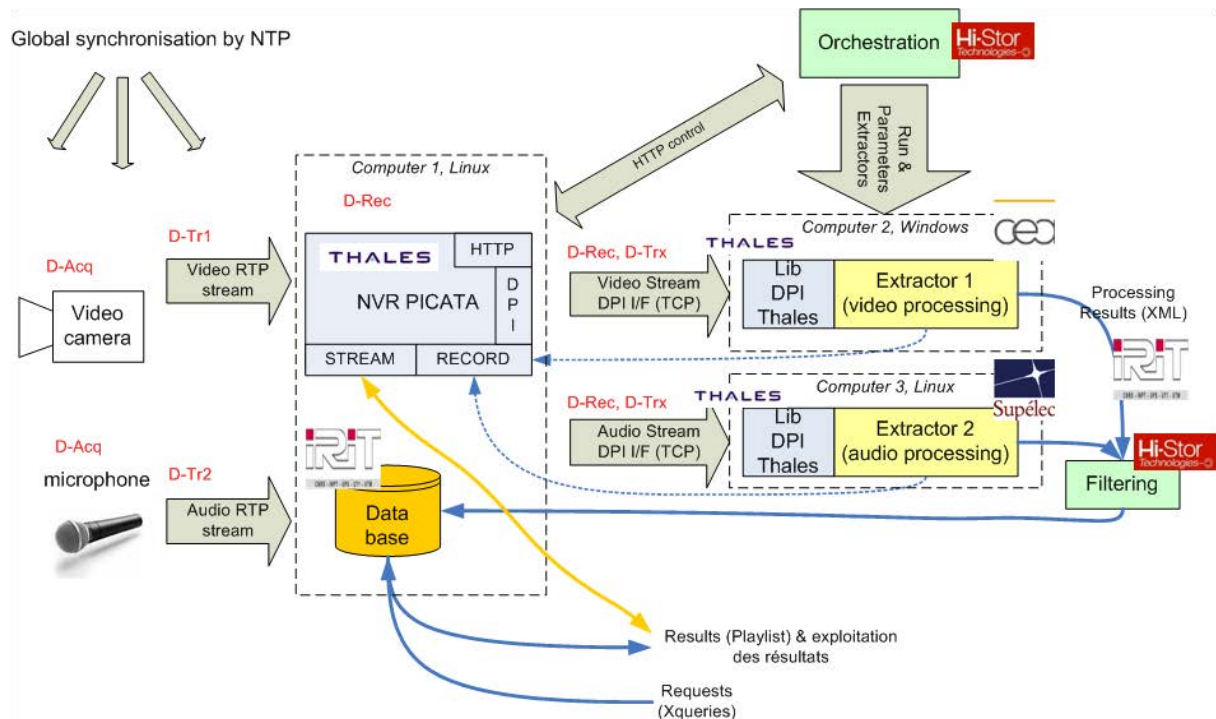 Global synchronisation by NTP
Orchestration
Hi-Stor
Technologies
HTTP control
Run &
Parameters
Extractors
Computer 1, Linux
D-Rec
THALES
HTTP
NVR PICATA
DPI
STREAM
RECORD
D-Acq
Video
camera
D-Tr1
Video RTP
stream
D-Acq
microphone
D-Tr2
Audio RTP
stream
IRIT
Data
base
D-Rec, D-Trx
Video Stream
DPI I/F (TCP)
THALES
Computer 2, Windows
cea
Lib
DPI
Thales
Extractor 1
(video processing)
Processing
Results (XML)
IRIT
D-Rec, D-Trx
Audio Stream
DPI I/F (TCP)
THALES
Computer 3, Linux
Supélec
Lib
DPI
Thales
Extractor 2
(audio processing)
Hi-Stor
Technologies
Filtering
Results (Playlist) & exploitation
des résultats
Requests
(Xqueries)